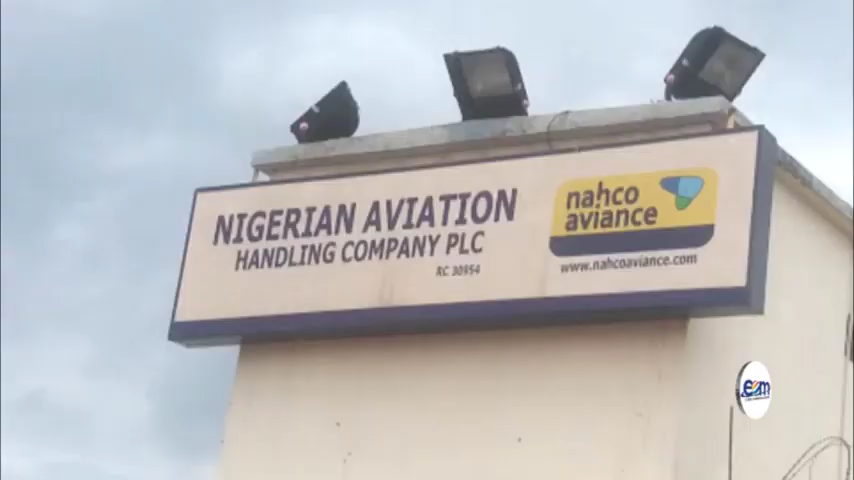 NIGERIAN AVIATION
HANDLING COMPANY PLC
RC 30954
nahco
aviance
www.nahcoaviance.com